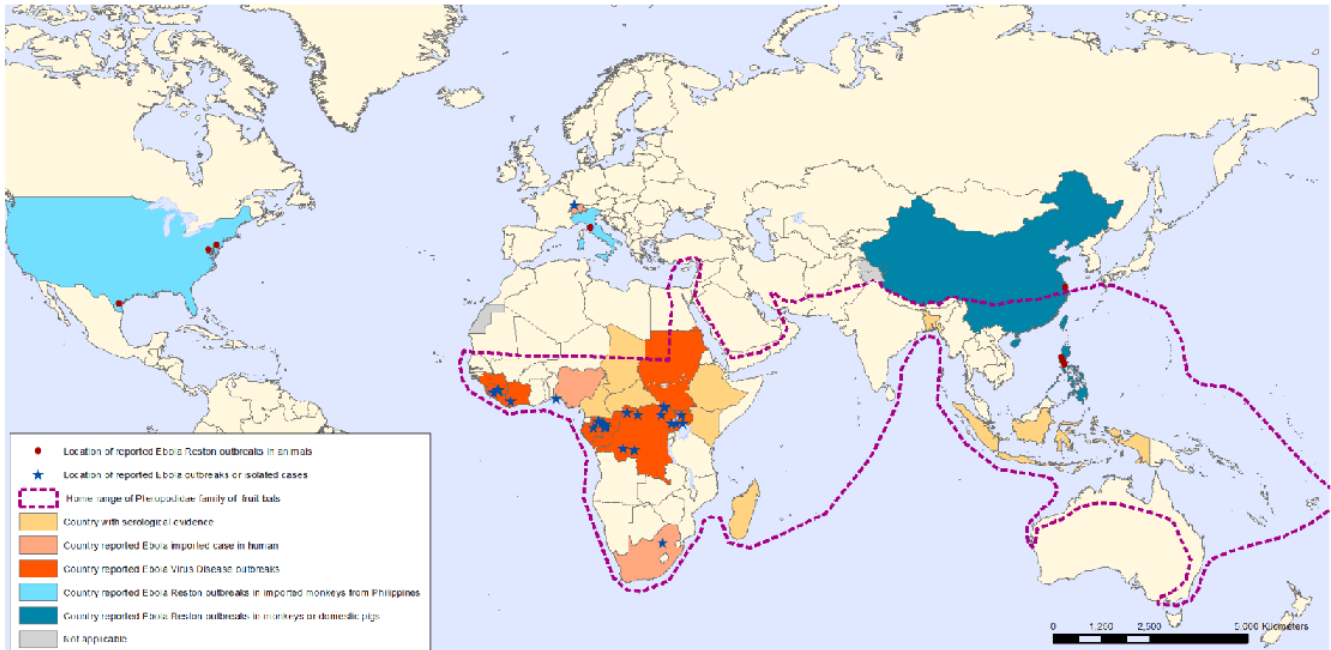 Location of reported Ebola Reston outbreaks in animals
Location of reported Ebola outbreaks or isolated cases
Home range of Pteropodidae family of fruit bats
Country with serological evidence
Country reported Ebola imported case in human
Country reported Ebola Virus Disease outbreaks
Country reported Ebola Reston outbreaks in imported monkeys from Philippines
Country reported Ebola Reston outbreaks in monkeys or domestic pigs
Not applicable
0 1,250 2,500 5,000 Kilometers